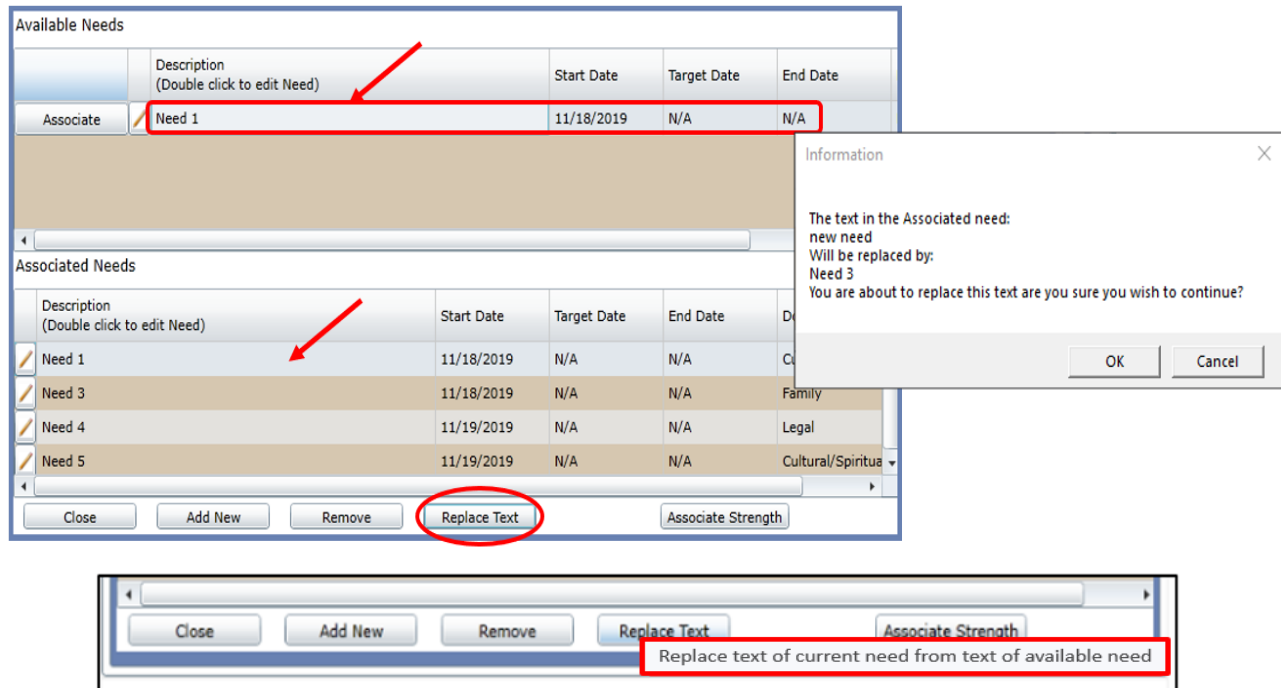 Available Needs
Description
(Double click to edit Need)
Start Date
Target Date
End Date
Associate
Need 1
11/18/2019
N/A
N/A
Information
The text in the Associated need:
new need
Will be replaced by:
Need 3
You are about to replace this text are you sure you wish to continue?
OK
Cancel
Associated Needs
Description
(Double click to edit Need)
Start Date
Target Date
End Date
Need 1
11/18/2019
N/A
N/A
Need 3
11/18/2019
N/A
N/A
Family
Need 4
11/19/2019
N/A
N/A
Legal
Need 5
11/19/2019
N/A
N/A
Cultural/Spiritua
Close
Add New
Remove
Replace Text
Associate Strength
Close
Add New
Remove
Replace Text
Associate Strength
Replace text of current need from text of available need